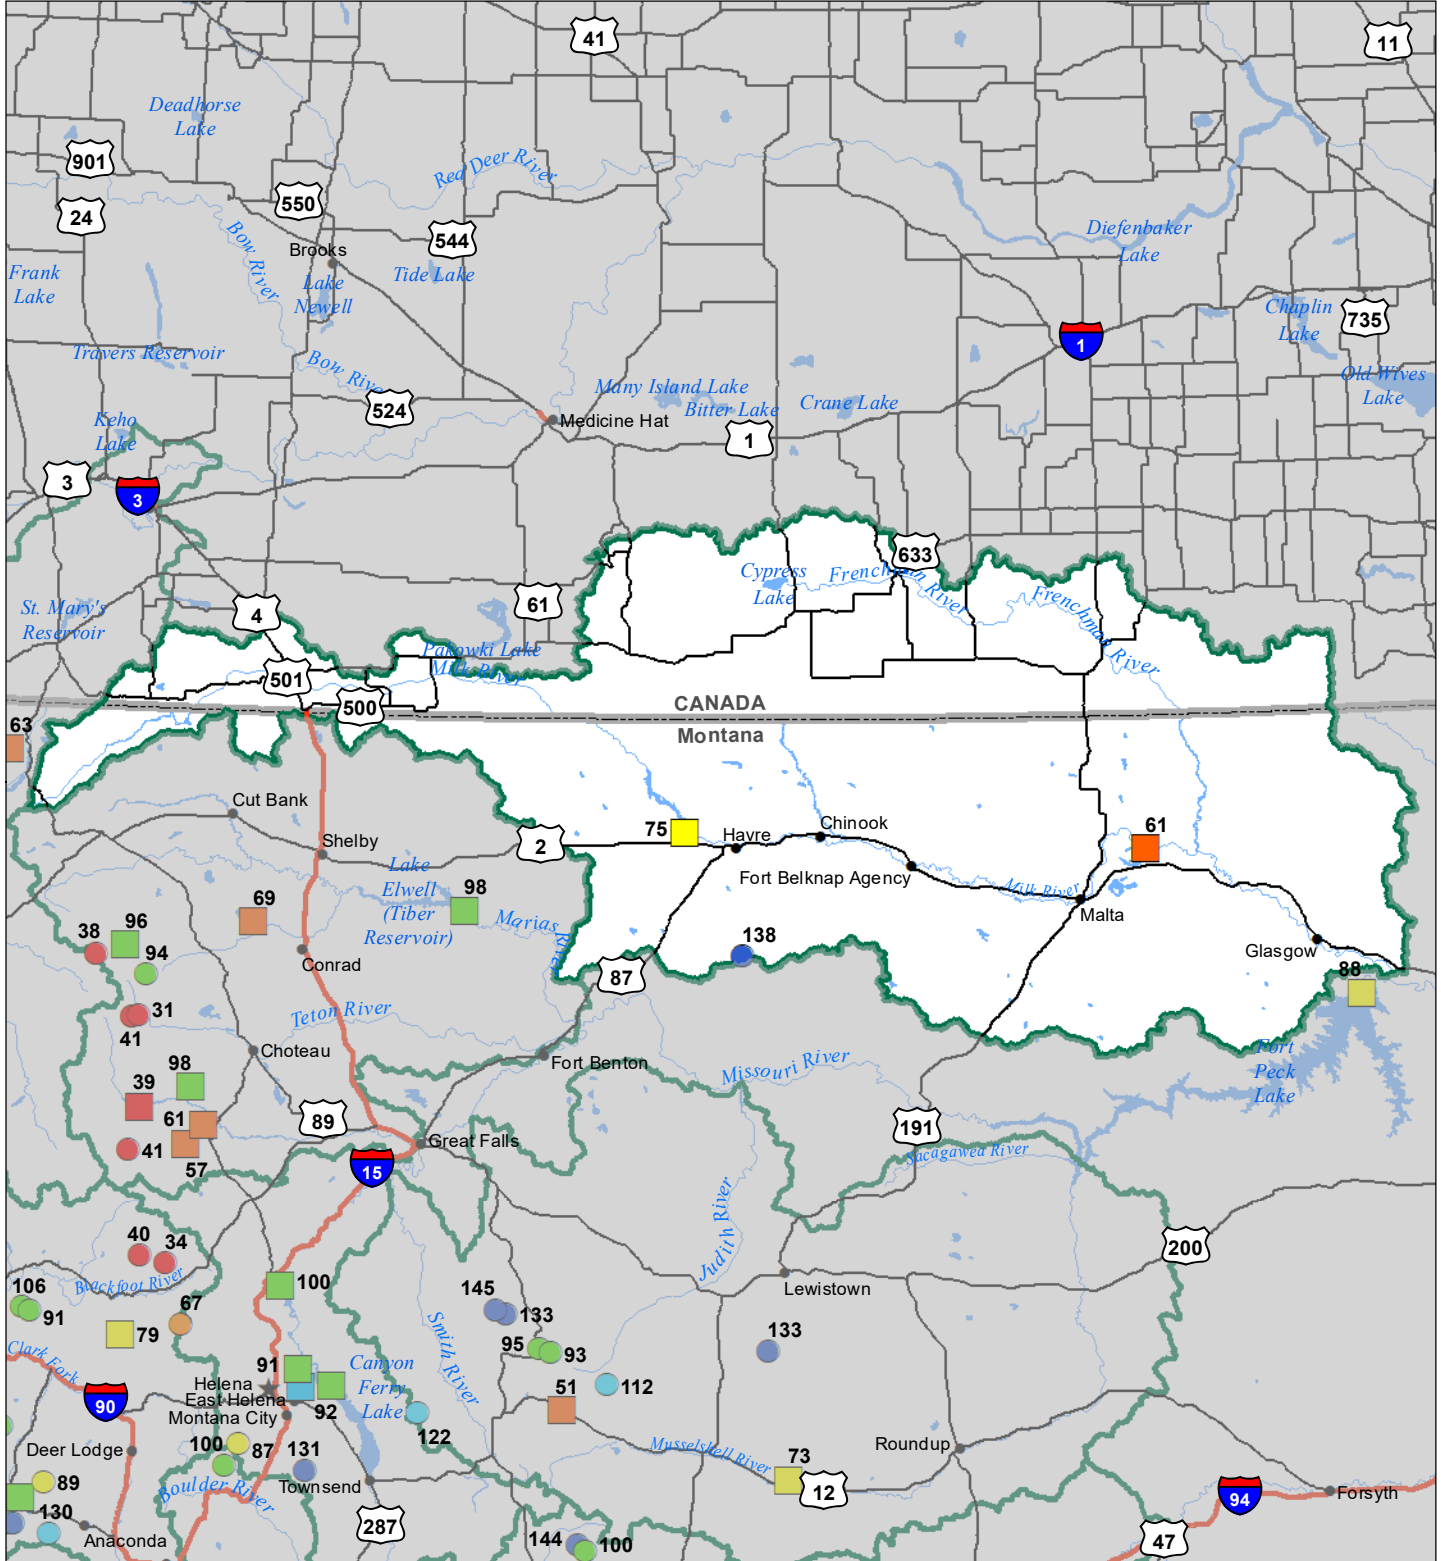 41
11
Deadhorse
Lake
901
Red Deer River
550
24
Bow River
544
Brooks
Diefenbaker
Lake
Frank
Lake
Tide Lake
Lake
Newell
Chaplin
Lake
735
1
Travers Reservoir
Bow River
Old Wives
Lake
Many Island Lake
524
Bitter Lake
Crane Lake
Keho
Lake
Medicine Hat
1
3
3
633
Cypress
Lake
Frenchman River
61
Frenchman River
St. Mary's
Reservoir
4
Pakowki Lake
Milk River
501
500
CANADA
Montana
63
Cut Bank
75
Havre
Chinook
61
Shelby
2
Lake
Elwell
(Tiber
Reservoir)
Fort Belknap Agency
Milk River
98
Malta
69
Marias River
96
38
94
138
Glasgow
Conrad
87
88
31
41
Teton River
Choteau
Fort Benton
Missouri River
Fort
Peck
Lake
98
39
61
89
191
41
57
Great Falls
Sacagawea River
15
Judith River
40
34
200
Blackfoot River
100
Lewistown
106
91
67
145
133
79
Smith River
95
93
133
Clark Fork
91
Canyon
Ferry
Lake
Helena
East Helena
92
112
51
90
Montana City
122
Deer Lodge
100
87
131
Musselshell River
Roundup
73
89
Townsend
12
Boulder River
94
Forsyth
130
287
Anaconda
144
100
47